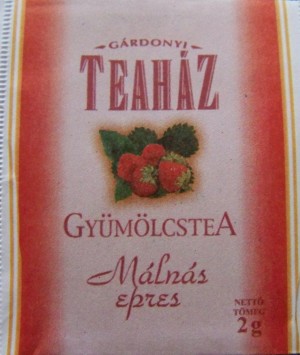 GÁRDONYI
TEAHÁZ
GYÜMÖLCSTEA
Málnás
epres
NETTÓ
TÖMEG
2 g